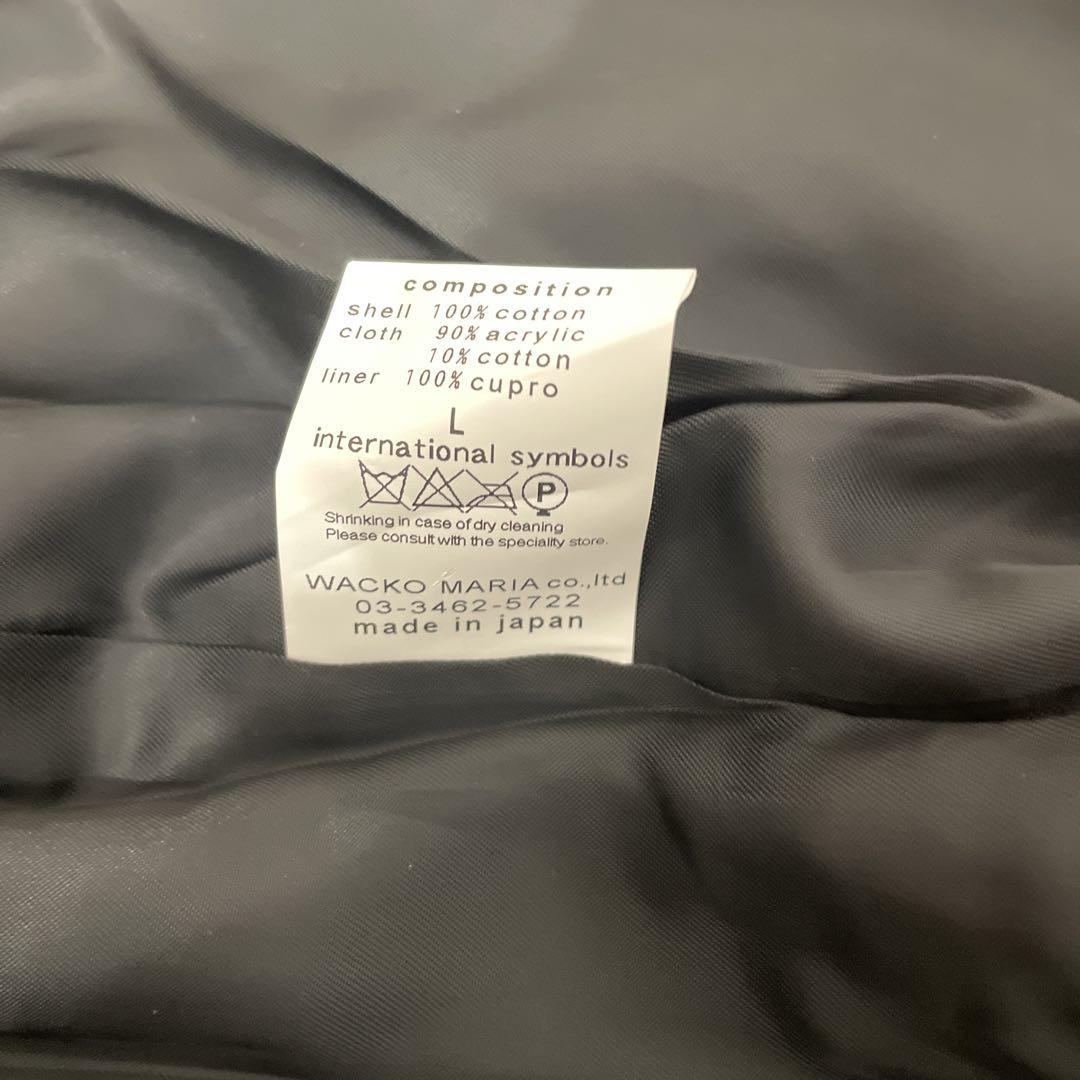 composition
shell 100% cotton
cloth 90% acrylic
10% cotton
liner 100% cupro
L
international symbols
P
Shrinking in case of dry cleaning
Please consult with the speciality store.
WACKO MARIA co.,ltd
03-3462-5722
made in japan